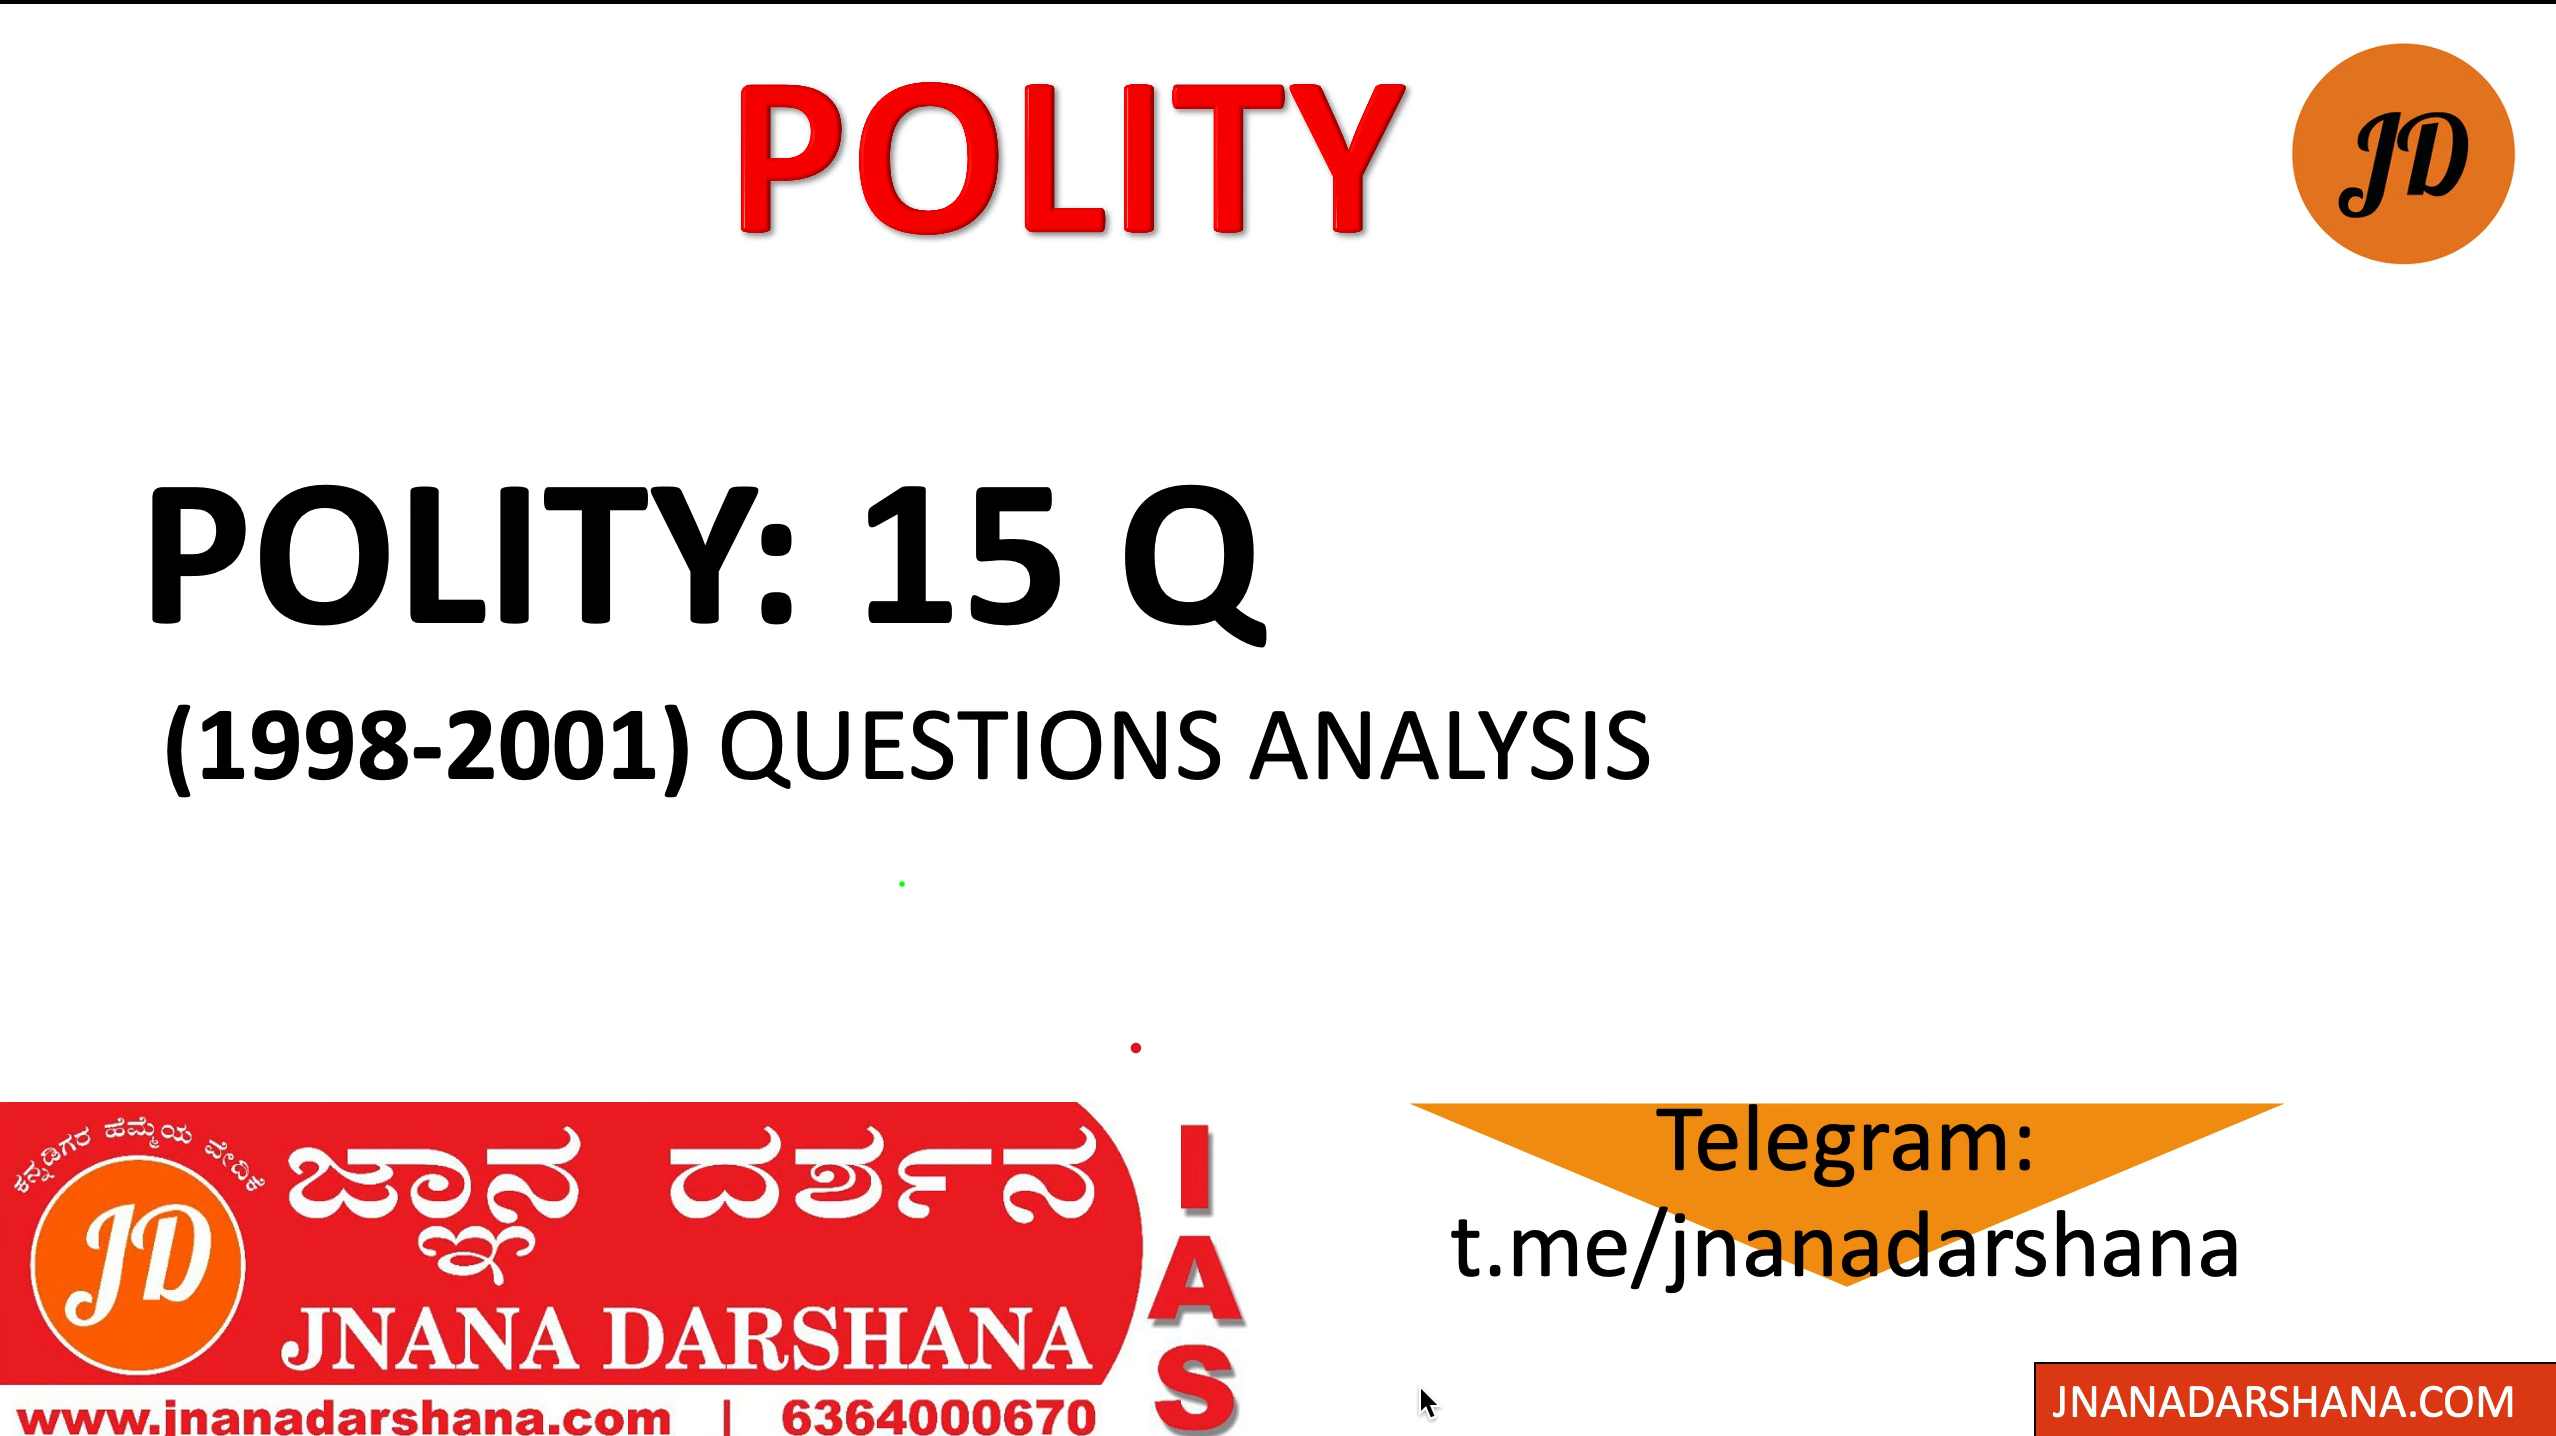 POLITY
JD
POLITY: 15 Q
(1998-2001) QUESTIONS ANALYSIS
ಕನ್ನಡಿಗರ ಹೆಮ್ಮೆಯ ವೇದಿಕೆ
JD
ಜ್ಞಾನ ದರ್ಶನ
JNANA DARSHANA
IAS
www.jnanadarshana.com | 6364000670
Telegram:
t.me/jnanadarshana
JNANADARSHANA.COM